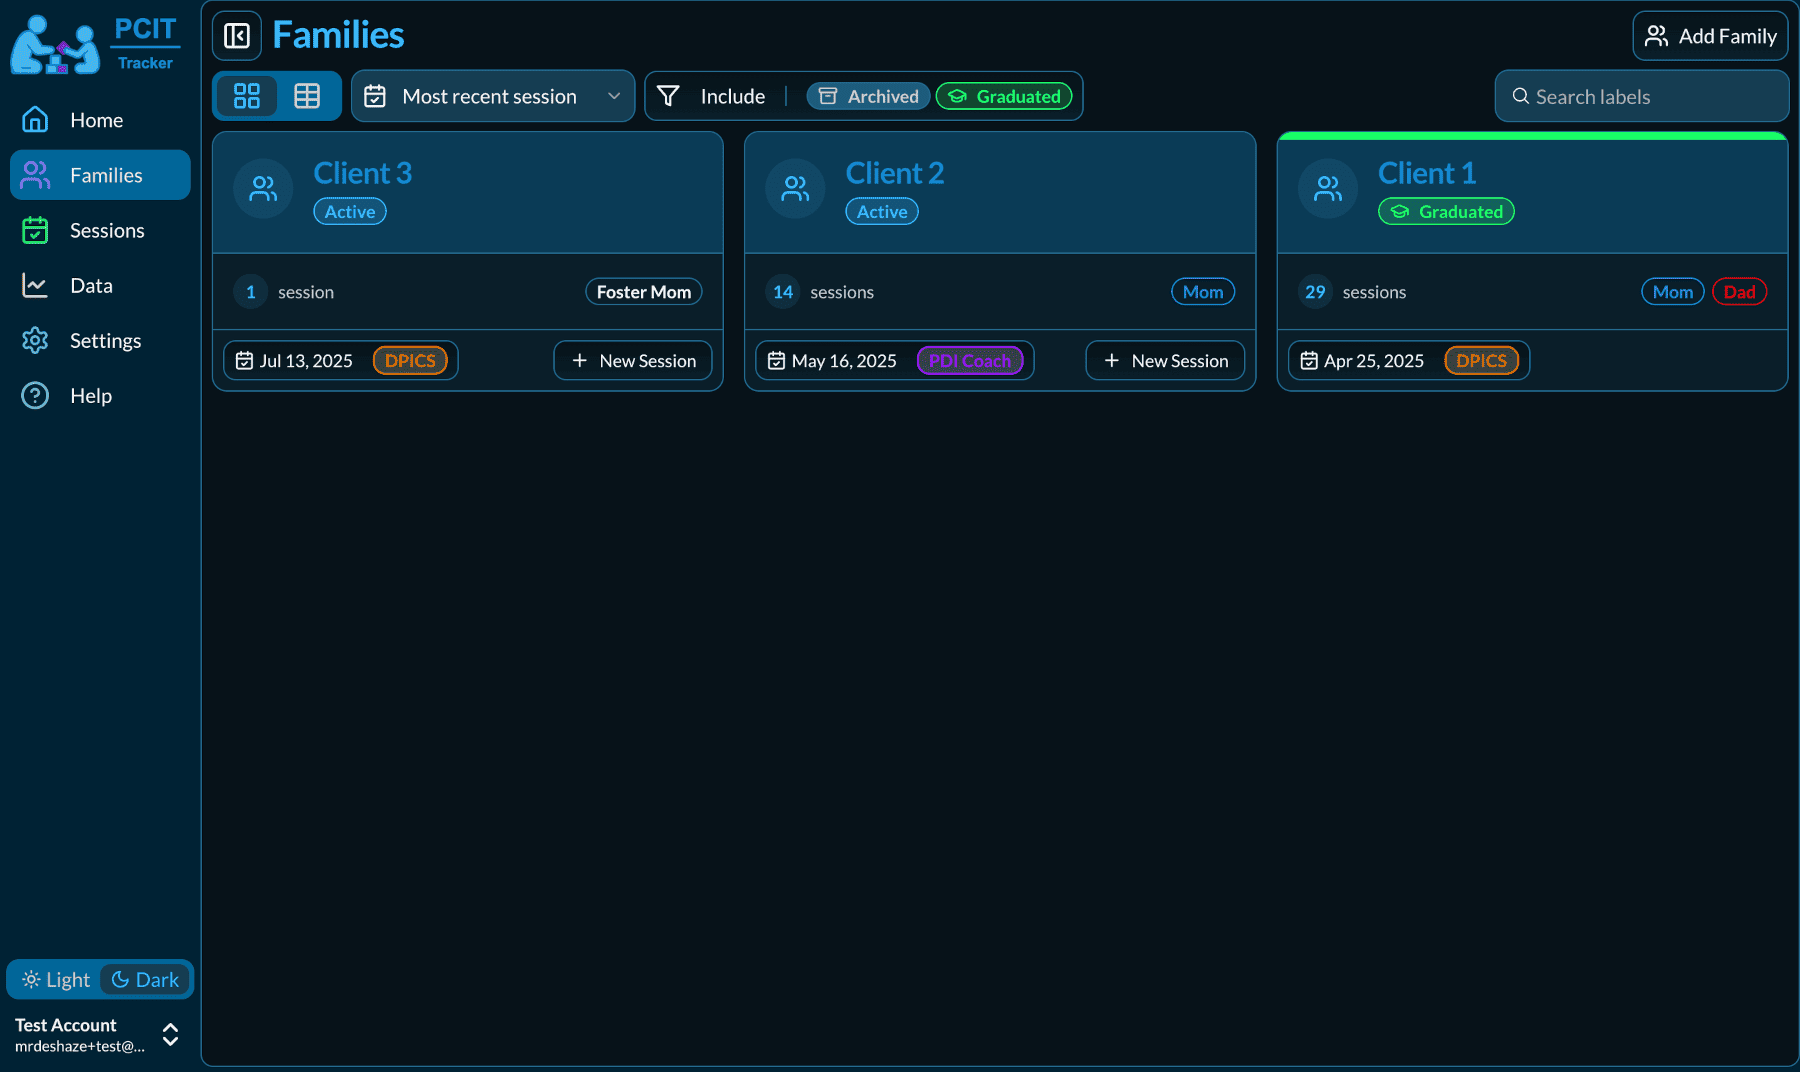 PCIT
Tracker
Home
Families
Sessions
Data
Settings
Help
Light
Dark
Test Account
mrdeshaze+test@...
Families
Add Family
Most recent session
Include | Archived Graduated
Search labels
Client 3
Active
1 session
Foster Mom
Jul 13, 2025 DPICS
+ New Session
Client 2
Active
14 sessions
Mom
May 16, 2025 PDI Coach
+ New Session
Client 1
Graduated
29 sessions
Mom Dad
Apr 25, 2025 DPICS